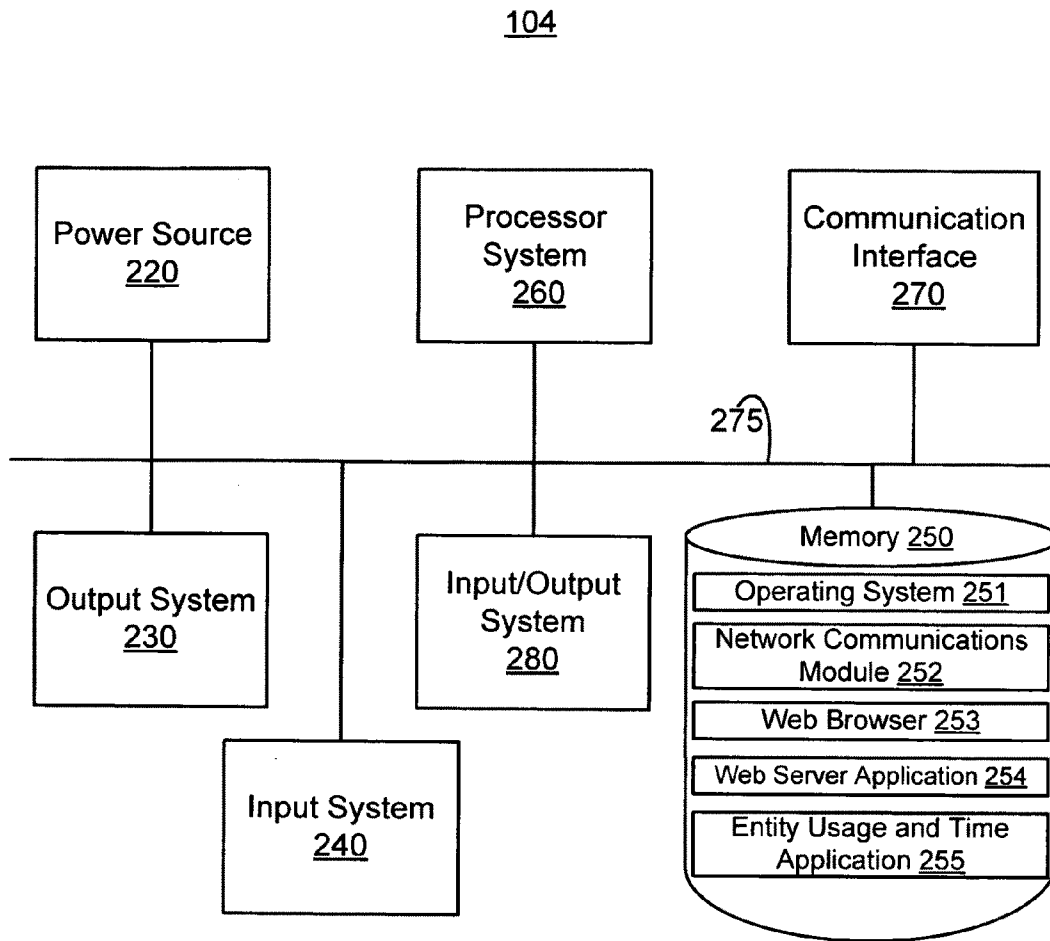 104
Power Source
220
Processor
System
260
Communication
Interface
270
275
Output System
230
Input/Output
System
280
Input System
240
Memory 250
Operating System 251
Network Communications
Module 252
Web Browser 253
Web Server Application 254
Entity Usage and Time
Application 255